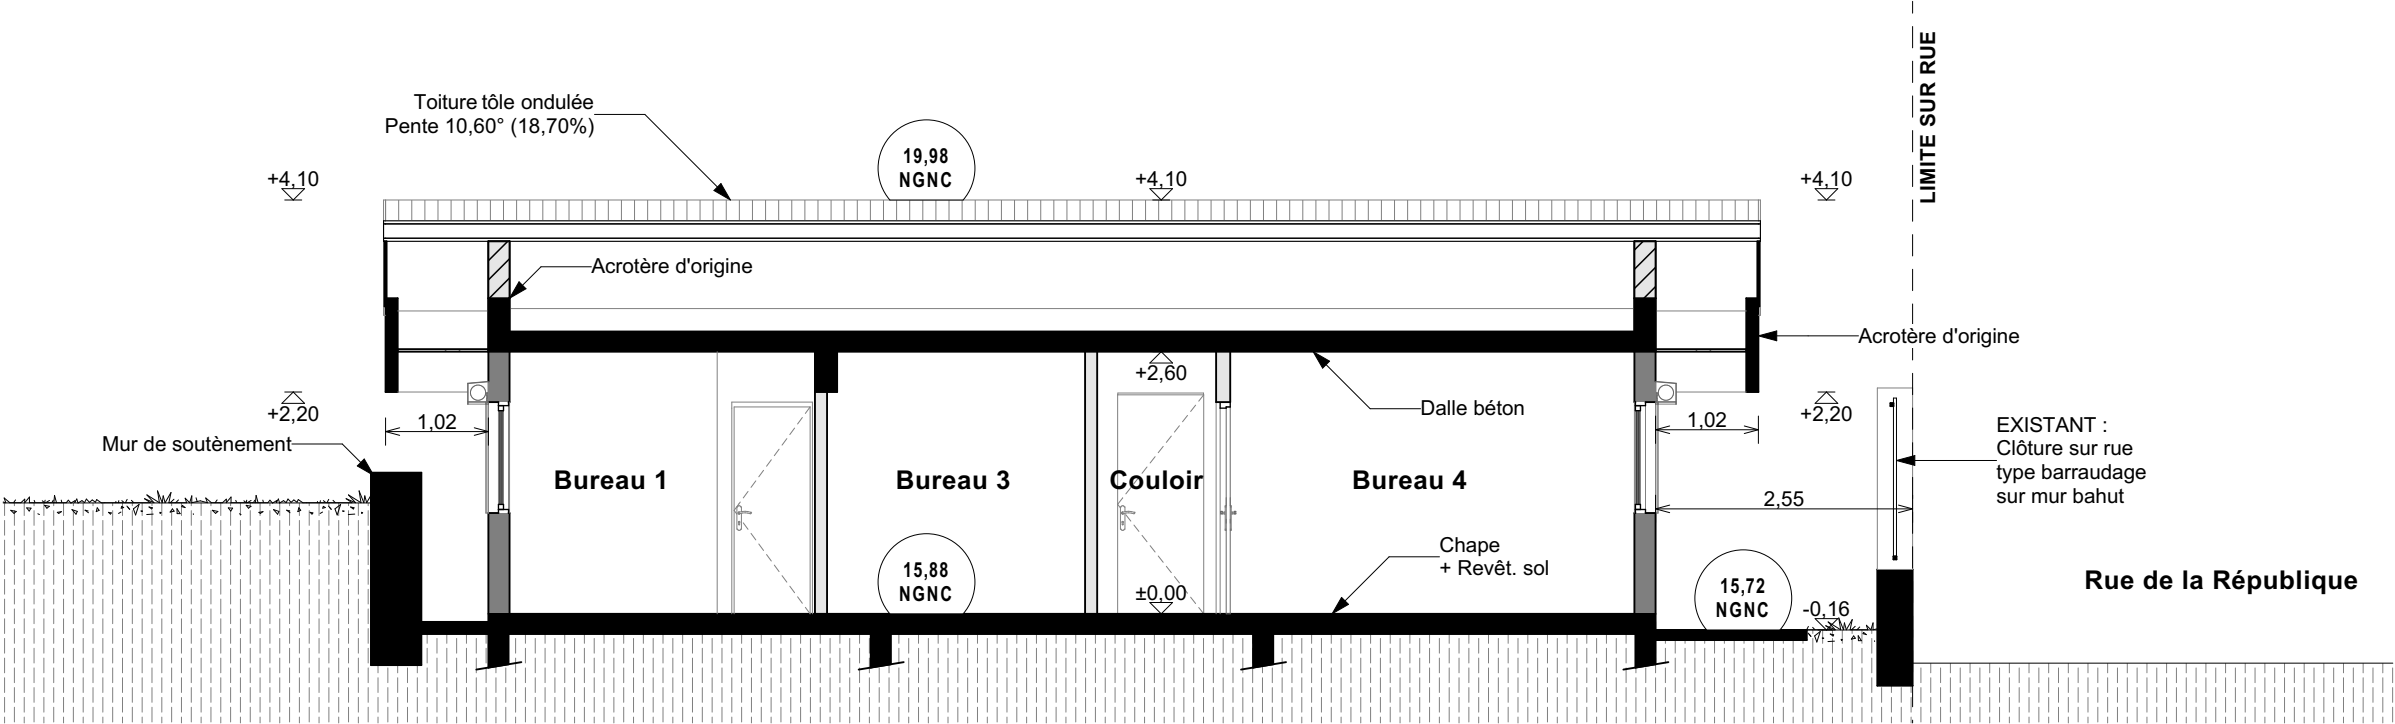 LIMITE SUR RUE
Toiture tôle ondulée
Pente 10,60° (18,70%)
19,98
NGNC
+4,10
+4,10
+4,10
Acrotère d'origine
Acrotère d'origine
+2,60
+2,20
+2,20
Dalle béton
1,02
1,02
Mur de soutènement
EXISTANT :
Clôture sur rue
type barraudage
sur mur bahut
Bureau 1
Bureau 3
Couloir
Bureau 4
2,55
Chape
+ Revêt. sol
15,88
NGNC
±0,00
15,72
NGNC
-0,16
Rue de la République